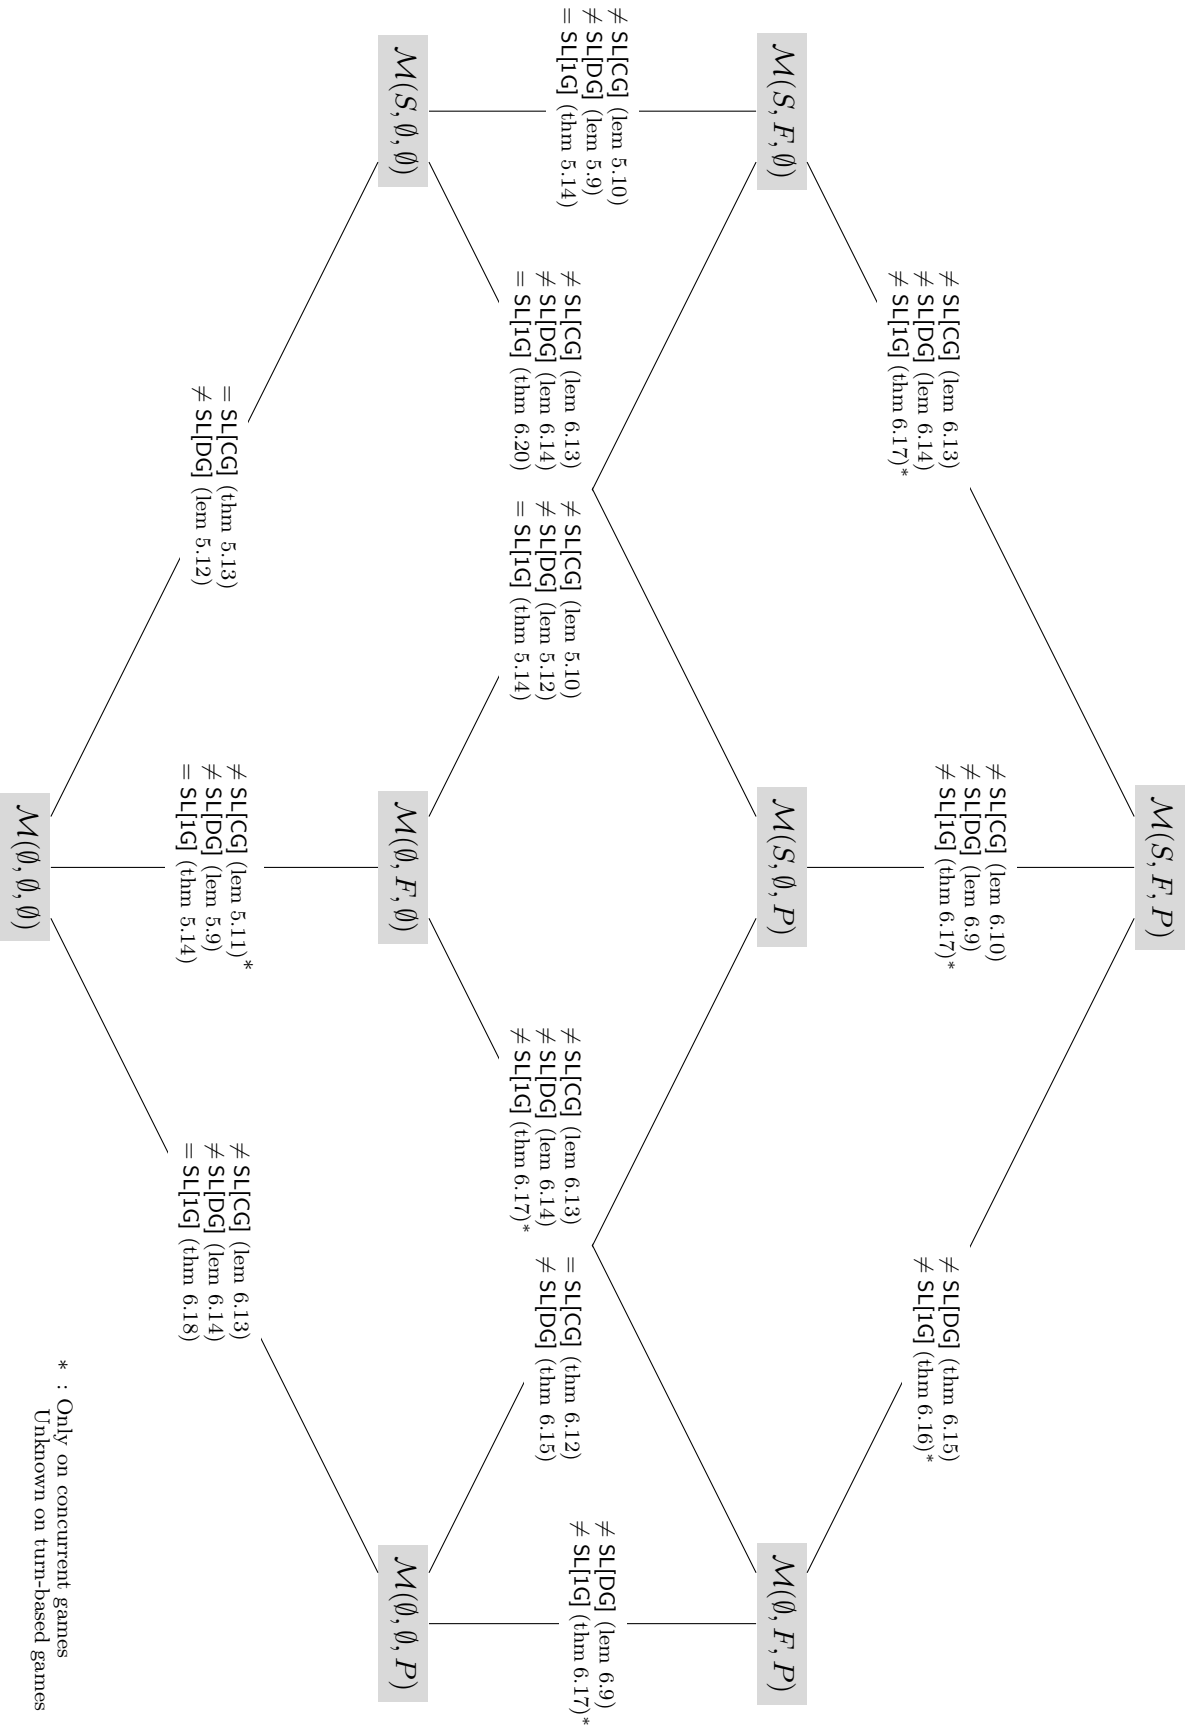 𝓜(S, F, P)
≠ SL[CG] (lem 6.13)
≠ SL[DG] (lem 6.14)
≠ SL[1G] (thm 6.17)*
≠ SL[CG] (lem 6.10)
≠ SL[DG] (lem 6.9)
≠ SL[1G] (thm 6.17)*
≠ SL[DG] (thm 6.15)
≠ SL[1G] (thm 6.16)*
𝓜(S, F, ∅)
𝓜(S, ∅, P)
𝓜(∅, F, P)
≠ SL[CG] (lem 5.10)
≠ SL[DG] (lem 5.9)
= SL[1G] (thm 5.14)
≠ SL[CG] (lem 6.13)
≠ SL[DG] (lem 6.14)
= SL[1G] (thm 6.20)
≠ SL[CG] (lem 5.10)
≠ SL[DG] (lem 5.12)
= SL[1G] (thm 5.14)
≠ SL[CG] (lem 6.13)
≠ SL[DG] (lem 6.14)
≠ SL[1G] (thm 6.17)*
= SL[CG] (thm 6.12)
≠ SL[DG] (thm 6.15)
≠ SL[DG] (lem 6.9)
≠ SL[1G] (thm 6.17)*
𝓜(S, ∅, ∅)
𝓜(∅, F, ∅)
𝓜(∅, ∅, P)
= SL[CG] (thm 5.13)
≠ SL[DG] (lem 5.12)
≠ SL[CG] (lem 5.11)*
≠ SL[DG] (lem 5.9)
= SL[1G] (thm 5.14)
≠ SL[CG] (lem 6.13)
≠ SL[DG] (lem 6.14)
= SL[1G] (thm 6.18)
𝓜(∅, ∅, ∅)
* : Only on concurrent games
Unknown on turn-based games